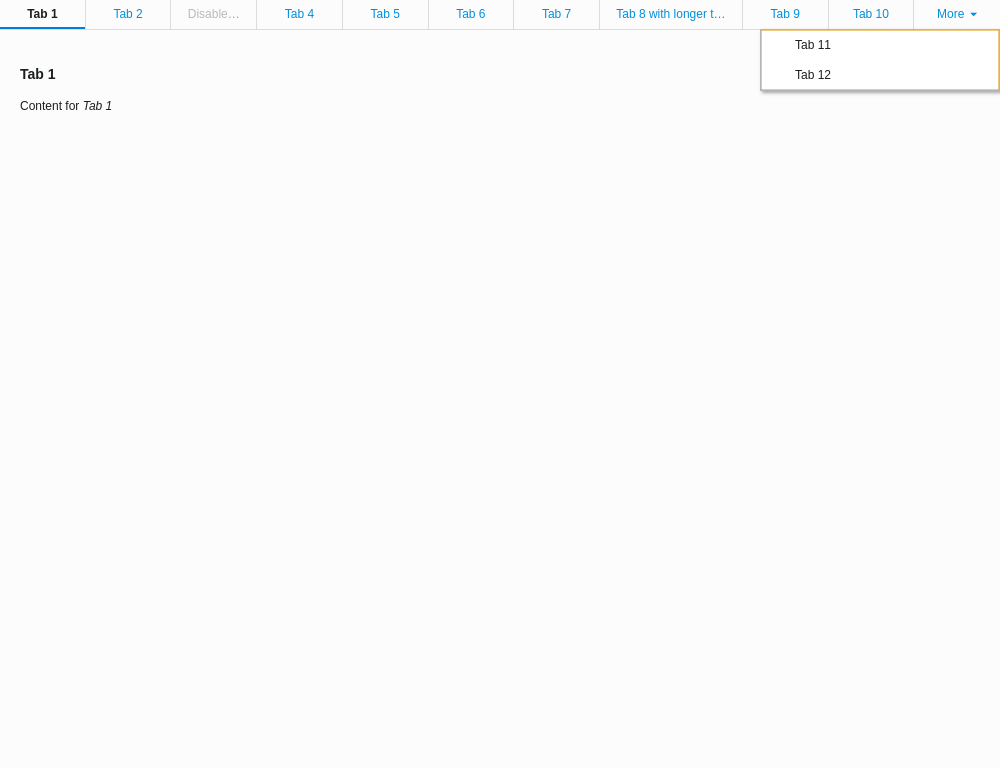 Tab 1 Tab 2 Disable… Tab 4 Tab 5 Tab 6 Tab 7 Tab 8 with longer t… Tab 9 Tab 10 More
Tab 11
Tab 12
Tab 1
Content for Tab 1